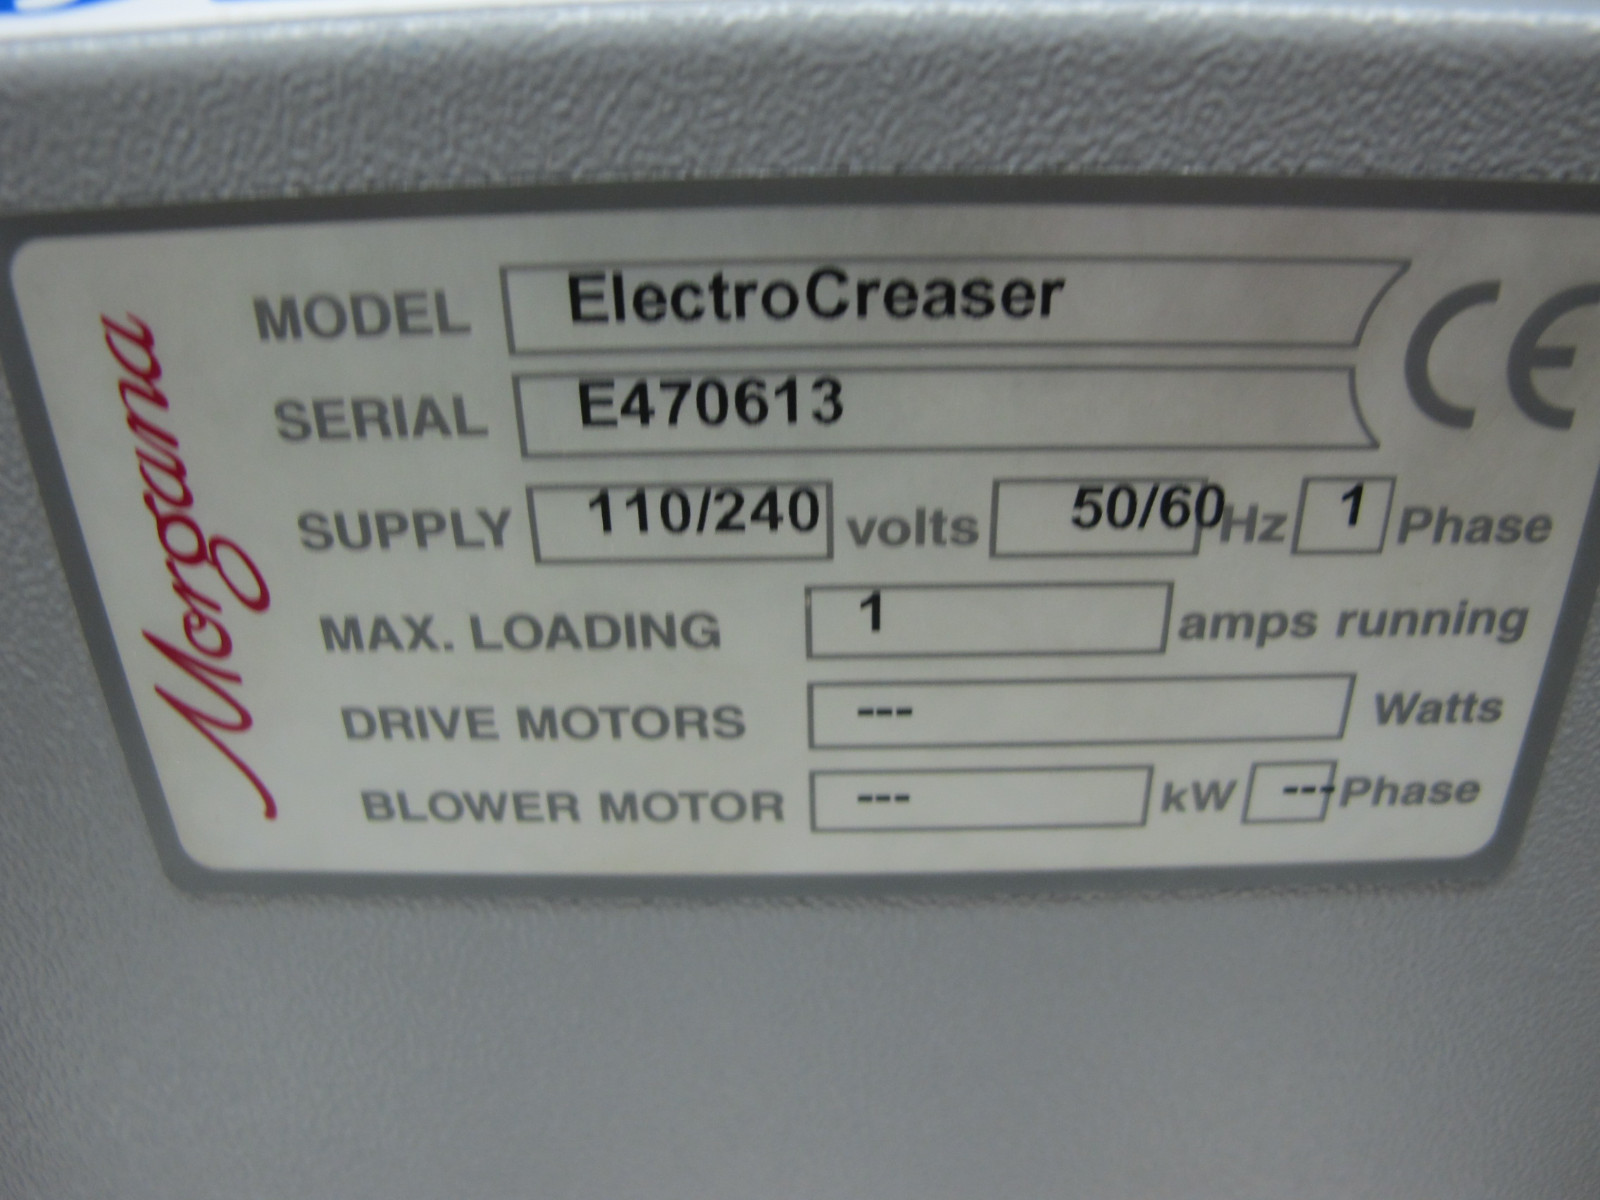 Morgana
MODEL ElectroCreaser
SERIAL E470613
CE
SUPPLY 110/240 volts 50/60 Hz 1 Phase
MAX. LOADING 1 amps running
DRIVE MOTORS --- Watts
BLOWER MOTOR --- kW --- Phase